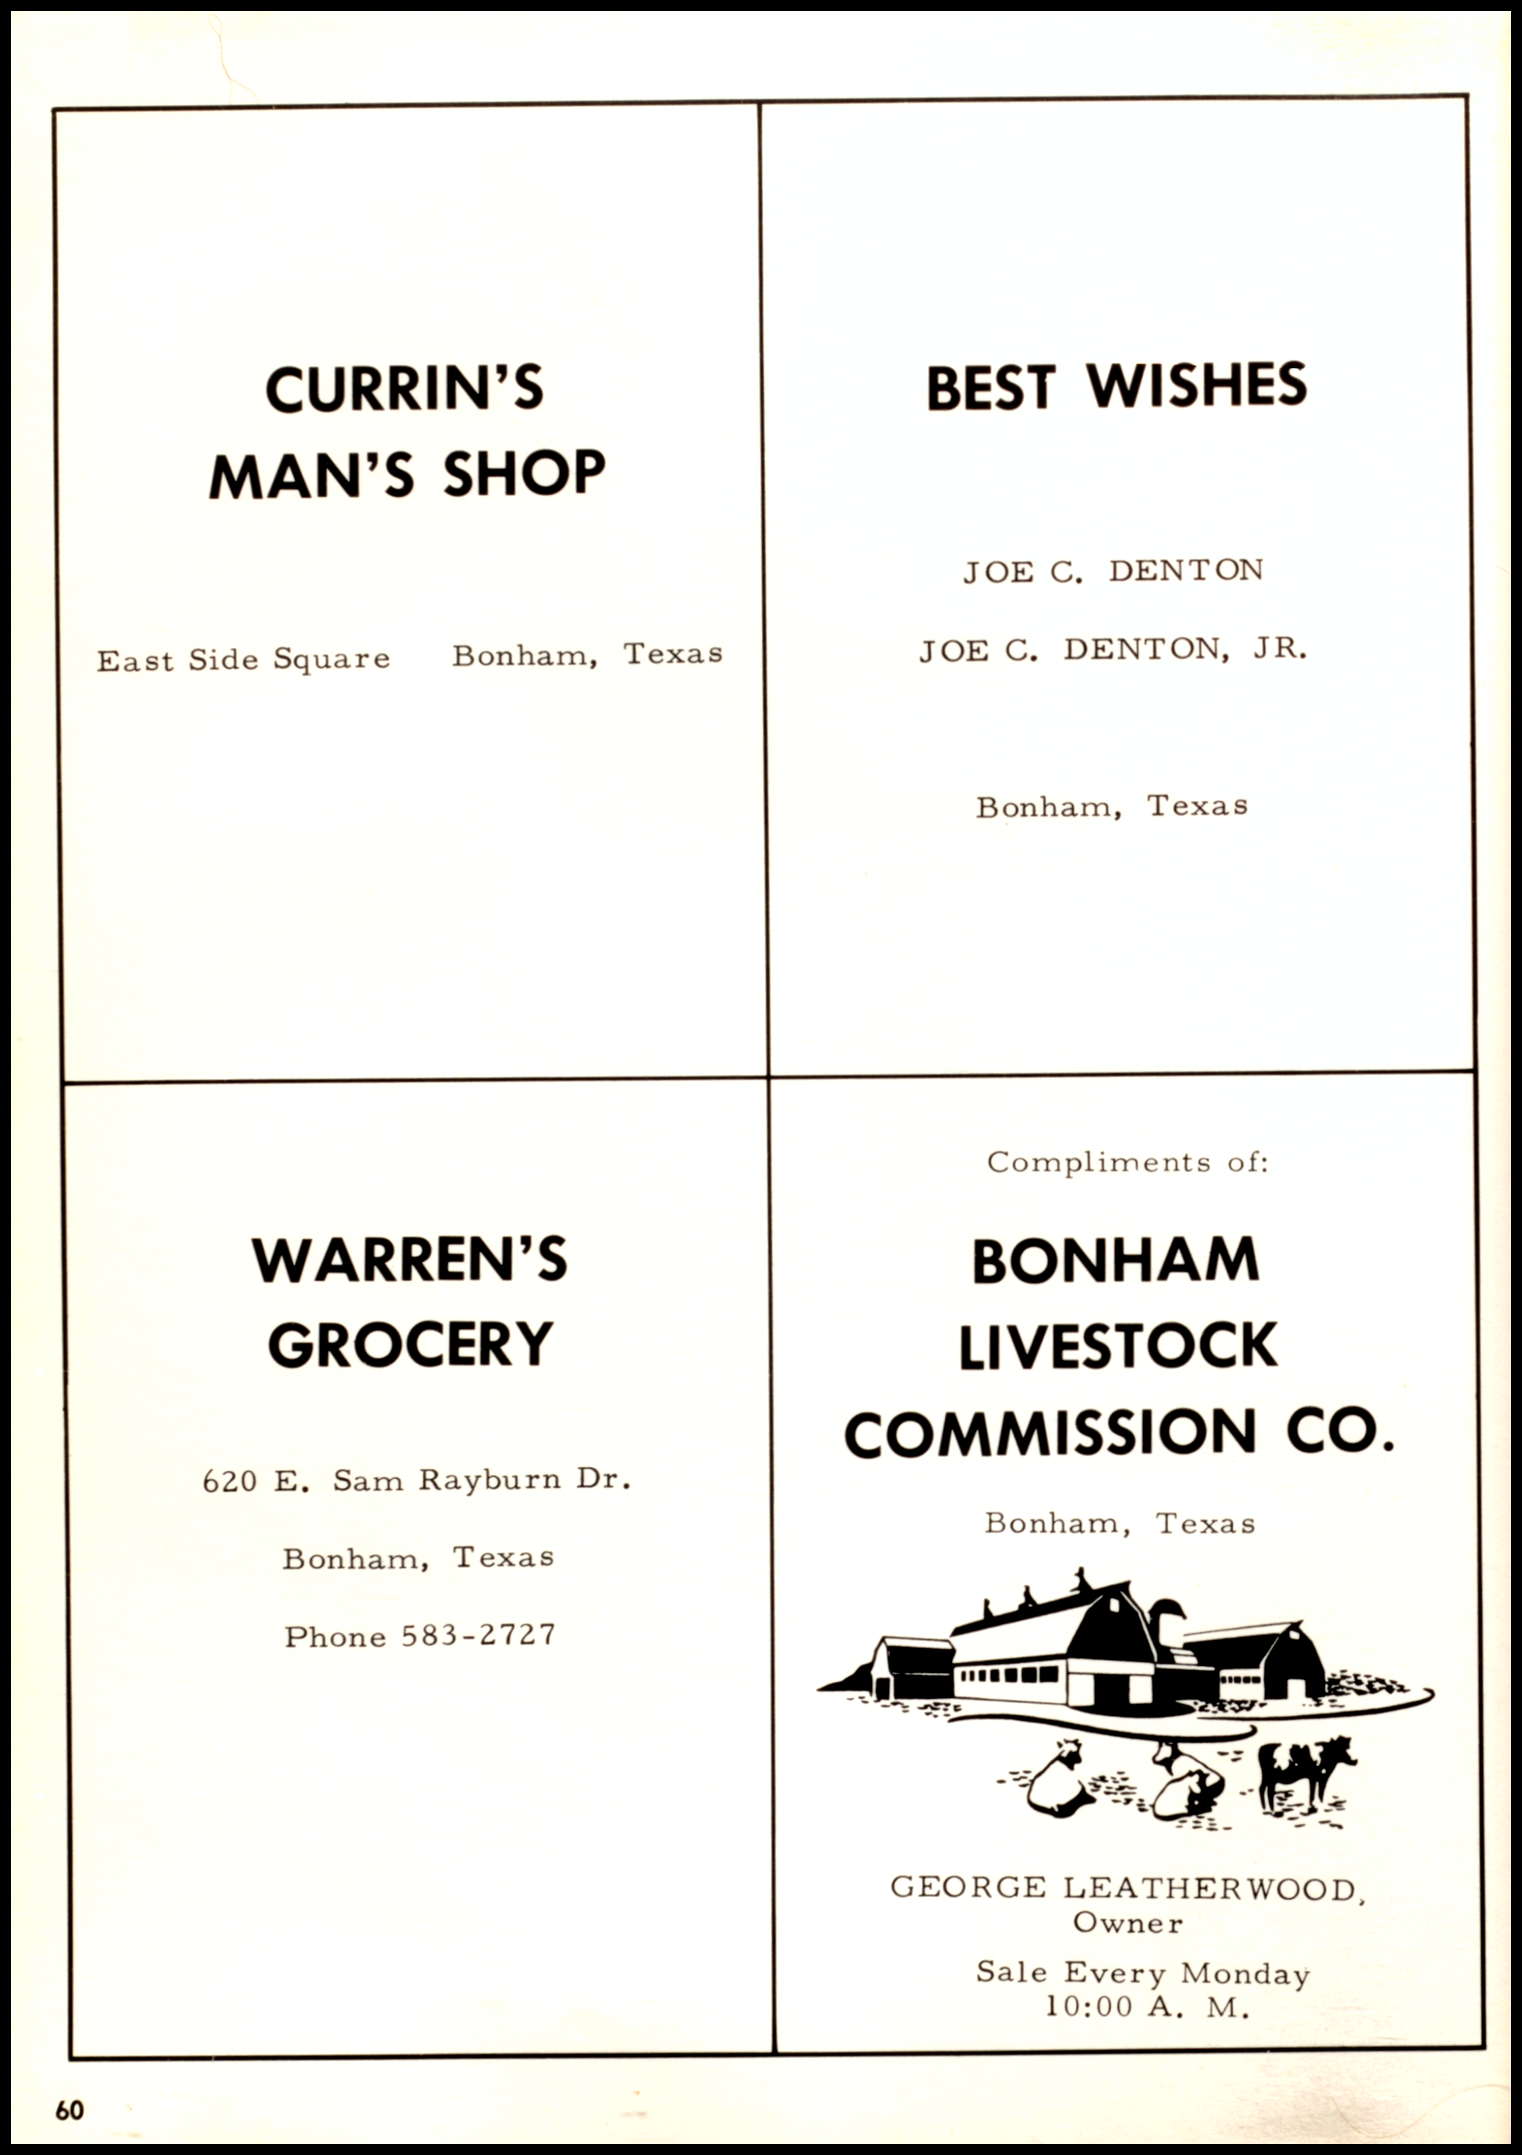 CURRIN'S
MAN'S SHOP
East Side Square Bonham, Texas
BEST WISHES
JOE C. DENTON
JOE C. DENTON, JR.
Bonham, Texas
WARREN'S
GROCERY
620 E. Sam Rayburn Dr.
Bonham, Texas
Phone 583-2727
Compliments of:
BONHAM
LIVESTOCK
COMMISSION CO.
Bonham, Texas
GEORGE LEATHERWOOD,
Owner
Sale Every Monday
10:00 A. M.
60